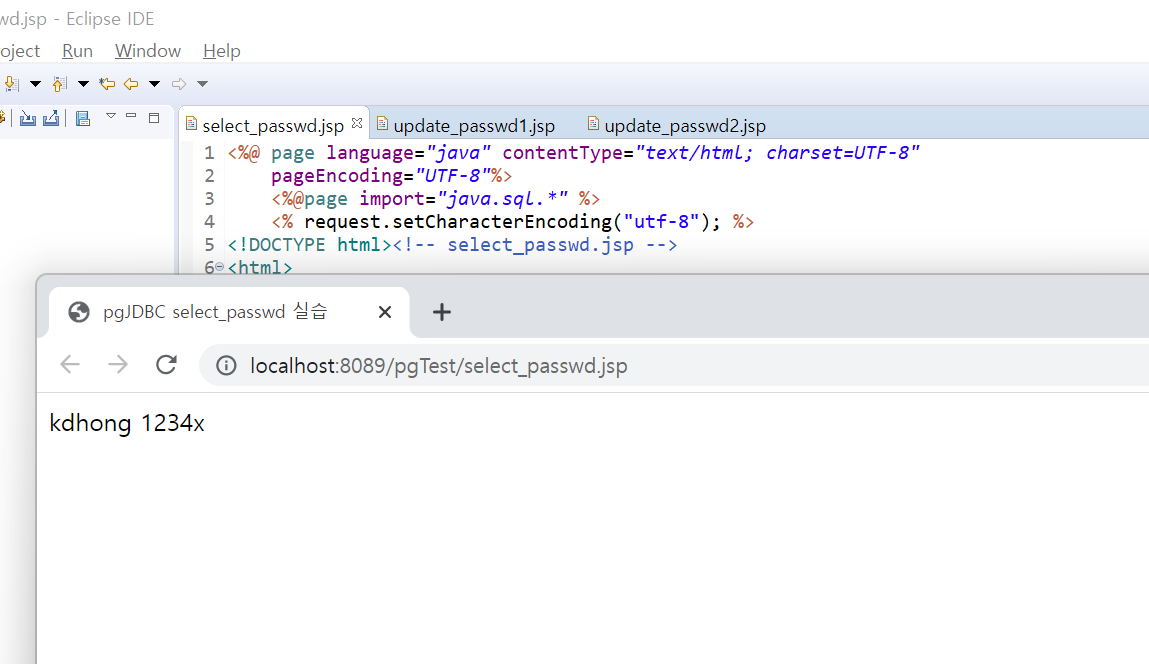 wd.jsp - Eclipse IDE
oject Run Window Help
select_passwd.jsp update_passwd1.jsp update_passwd2.jsp
1 <%@ page language="java" contentType="text/html; charset=UTF-8"
2 pageEncoding="UTF-8"%>
3 <%@page import="java.sql.*" %>
4 <% request.setCharacterEncoding("utf-8"); %>
5 <!DOCTYPE html><!-- select_passwd.jsp -->
6 <html>
pgJDBC select_passwd 실습
localhost:8089/pgTest/select_passwd.jsp
kdhong 1234x